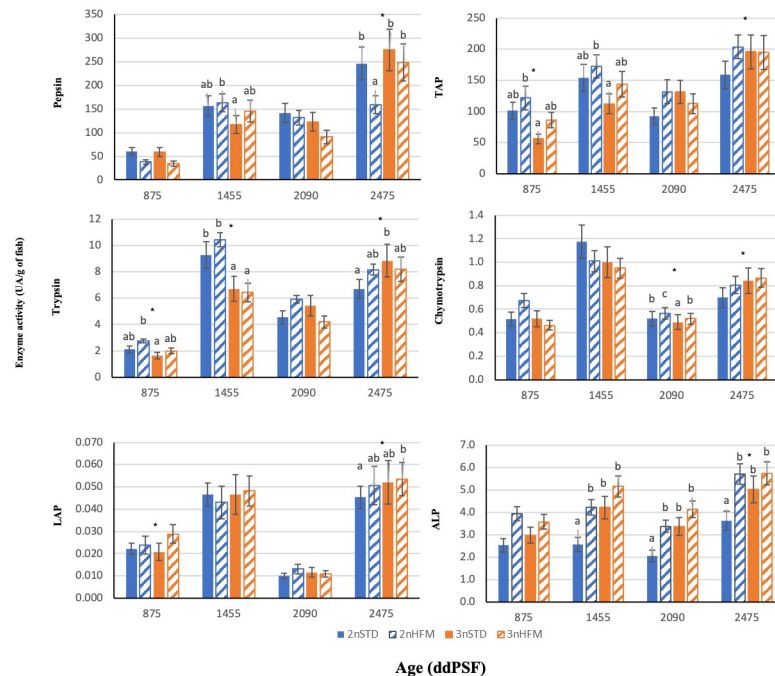 350
300
250
200
150
100
50
0
Pepsin
ab b a ab
b a b b *
875 1455 2090 2475
250
200
150
100
50
0
TAP
ab b * a ab
ab b a ab
*
875 1455 2090 2475
Enzyme activity (UA/g of fish)
12
10
8
6
4
2
0
Trypsin
ab b * a ab
b b * a a
a ab * b ab
875 1455 2090 2475
1.4
1.2
1.0
0.8
0.6
0.4
0.2
0.0
Chymotrypsin
b c * a b
*
875 1455 2090 2475
0.070
0.060
0.050
0.040
0.030
0.020
0.010
0.000
LAP
*
a ab * ab b
875 1455 2090 2475
7.0
6.0
5.0
4.0
3.0
2.0
1.0
0.0
ALP
a b b b
a b b b
a b * b b
875 1455 2090 2475
2nSTD 2nHFM 3nSTD 3nHFM
Age (ddPSF)